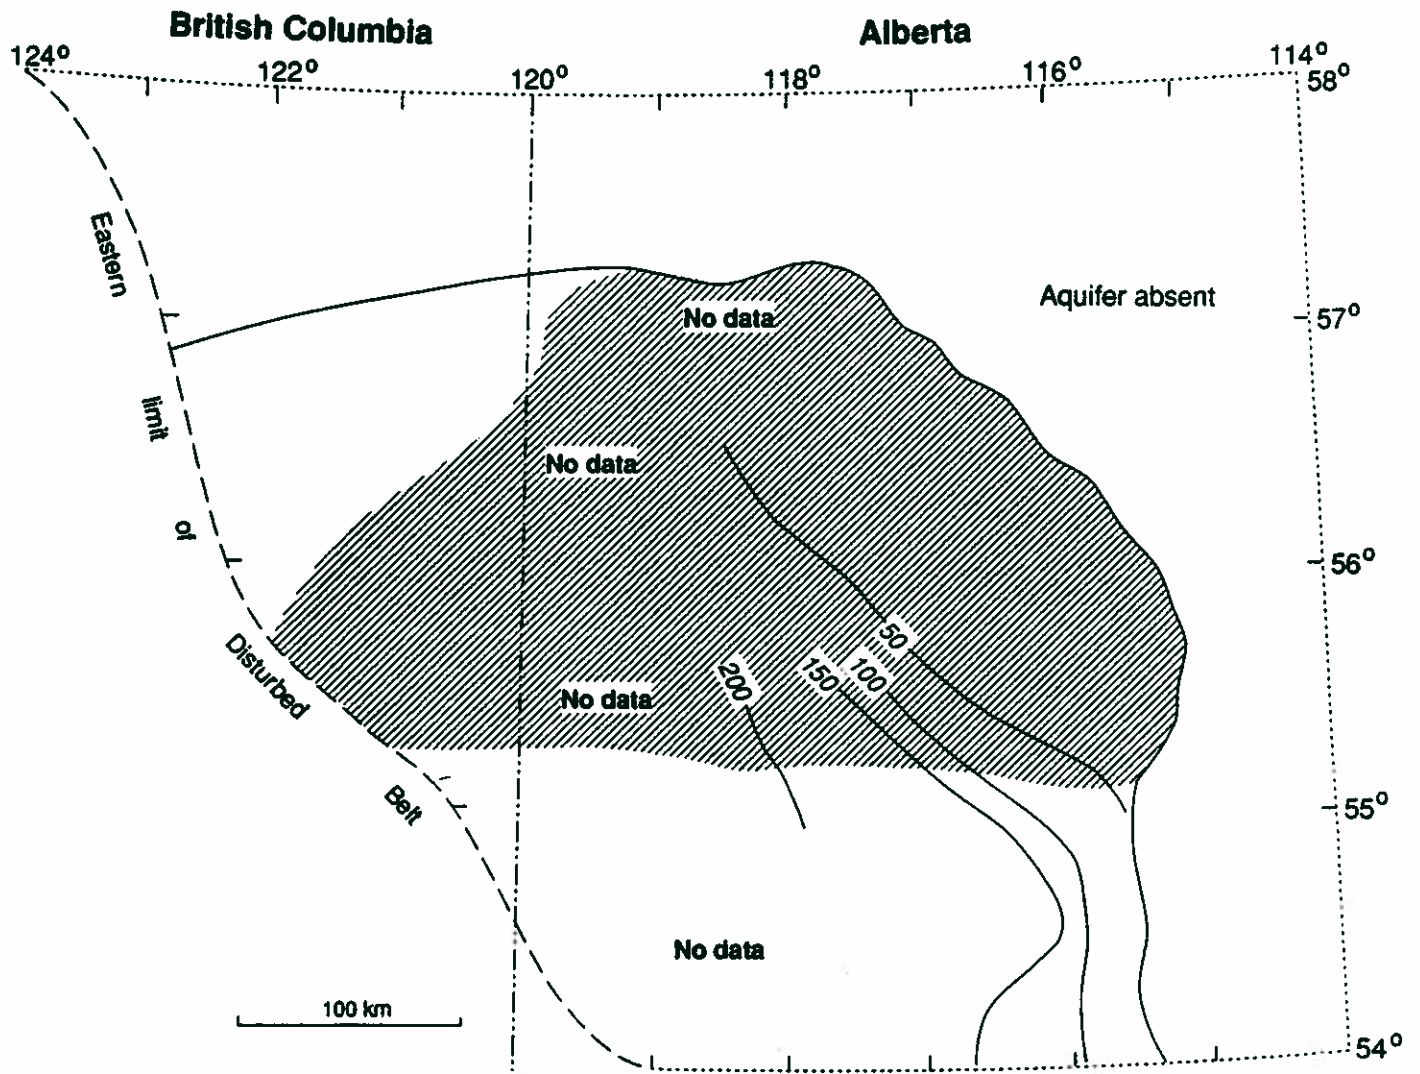 British Columbia
Alberta
124°
122°
120°
118°
116°
114°
58°
Eastern
limit
of
Disturbed
Belt
No data
Aquifer absent
57°
No data
56°
50
100
150
200
No data
55°
No data
100 km
54°